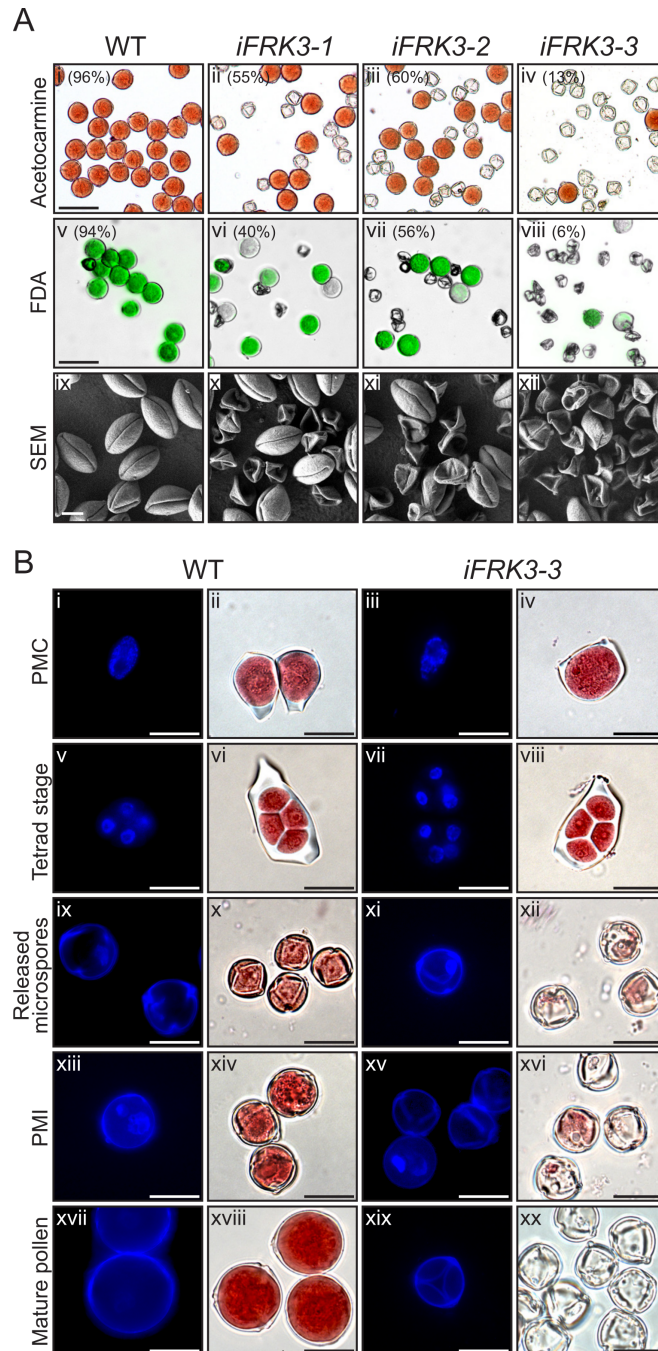 A
WT iFRK3-1 iFRK3-2 iFRK3-3
Acetocarmine
i (96%) ii (55%) iii (60%) iv (13%)
FDA
v (94%) vi (40%) vii (56%) viii (6%)
SEM
ix x xi xii
B
WT iFRK3-3
PMC
i ii iii iv
Tetrad stage
v vi vii viii
Released
microspores
ix x xi xii
PMI
xiii xiv xv xvi
Mature pollen
xvii xviii xix xx